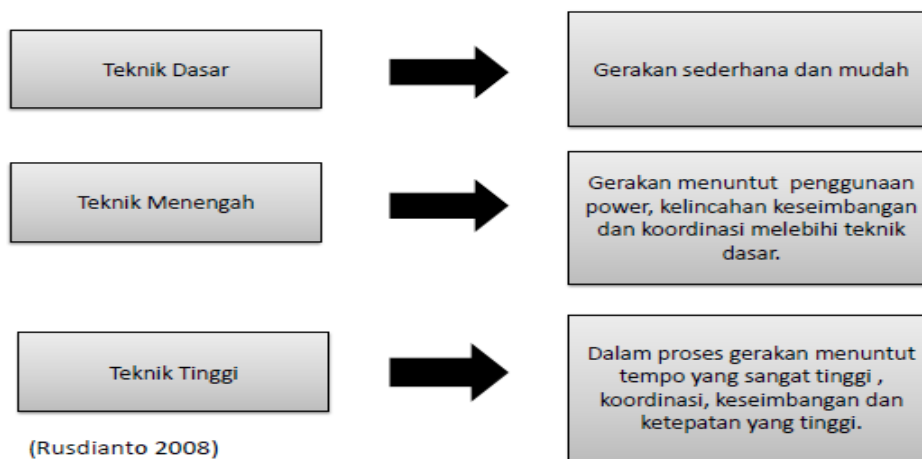 Teknik Dasar
Gerakan sederhana dan mudah
Teknik Menengah
Gerakan menuntut penggunaan
power, kelincahan keseimbangan
dan koordinasi melebihi teknik
dasar.
Teknik Tinggi
Dalam proses gerakan menuntut
tempo yang sangat tinggi ,
koordinasi, keseimbangan dan
ketepatan yang tinggi.
(Rusdianto 2008)